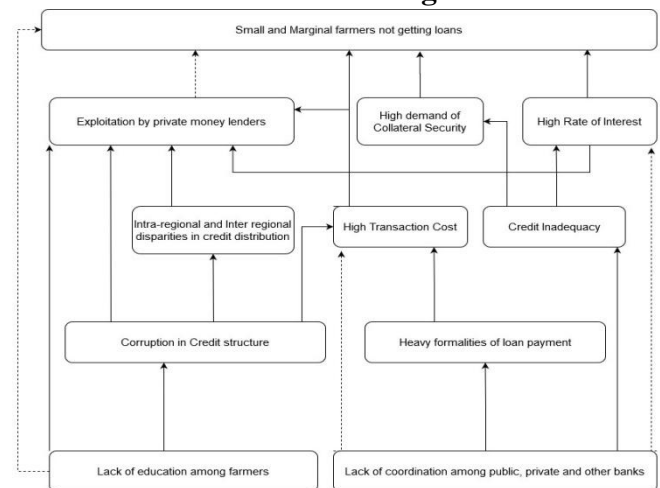 Small and Marginal farmers not getting loans
Exploitation by private money lenders
High demand of
Collateral Security
High Rate of Interest
Intra-regional and Inter regional
disparities in credit distribution
High Transaction Cost
Credit Inadequacy
Corruption in Credit structure
Heavy formalities of loan payment
Lack of education among farmers
Lack of coordination among public, private and other banks